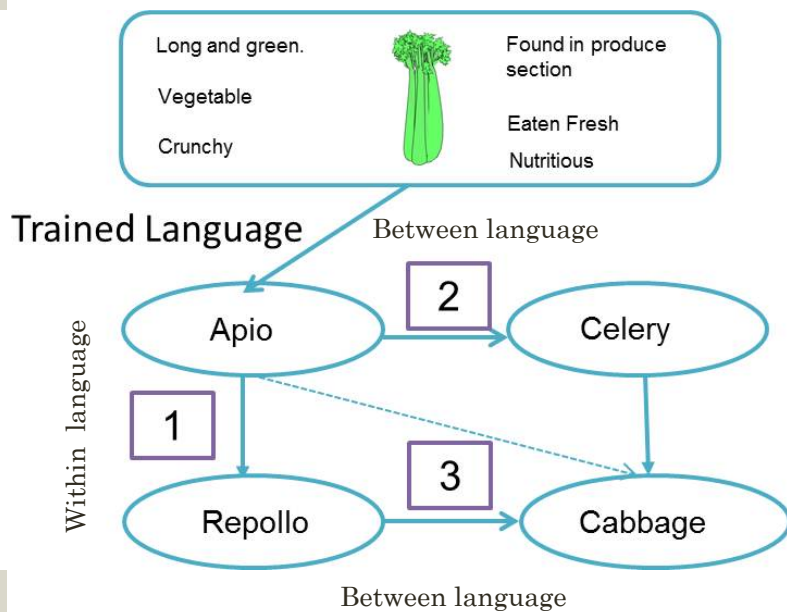 Long and green.
Vegetable
Crunchy
Found in produce
section
Eaten Fresh
Nutritious
Trained Language
Between language
Within language
Apio
2
Celery
1
3
Repollo
Cabbage
Between language